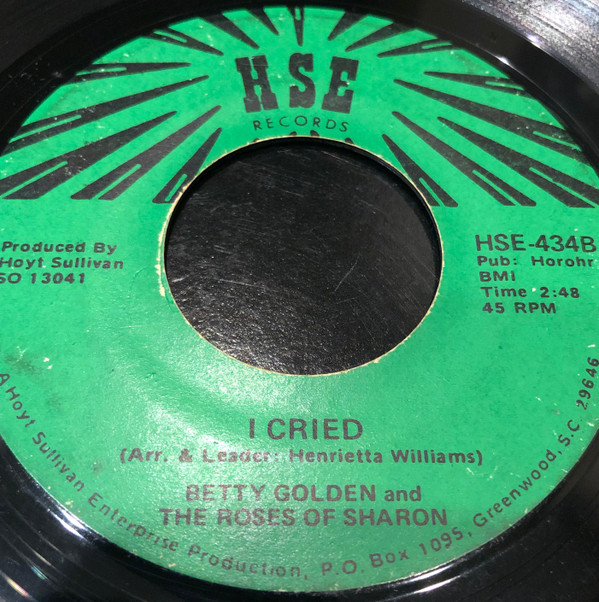 HSE
RECORDS
Produced By
Hoyt Sullivan
SO 13041
HSE-434B
Pub: Horohr
BMI
Time 2:48
45 RPM
I CRIED
(Arr. & Leader: Henrietta Williams)
BETTY GOLDEN and
THE ROSES OF SHARON
A Hoyt Sullivan Enterprise Production, P.O. Box 1095, Greenwood, S.C. 29646